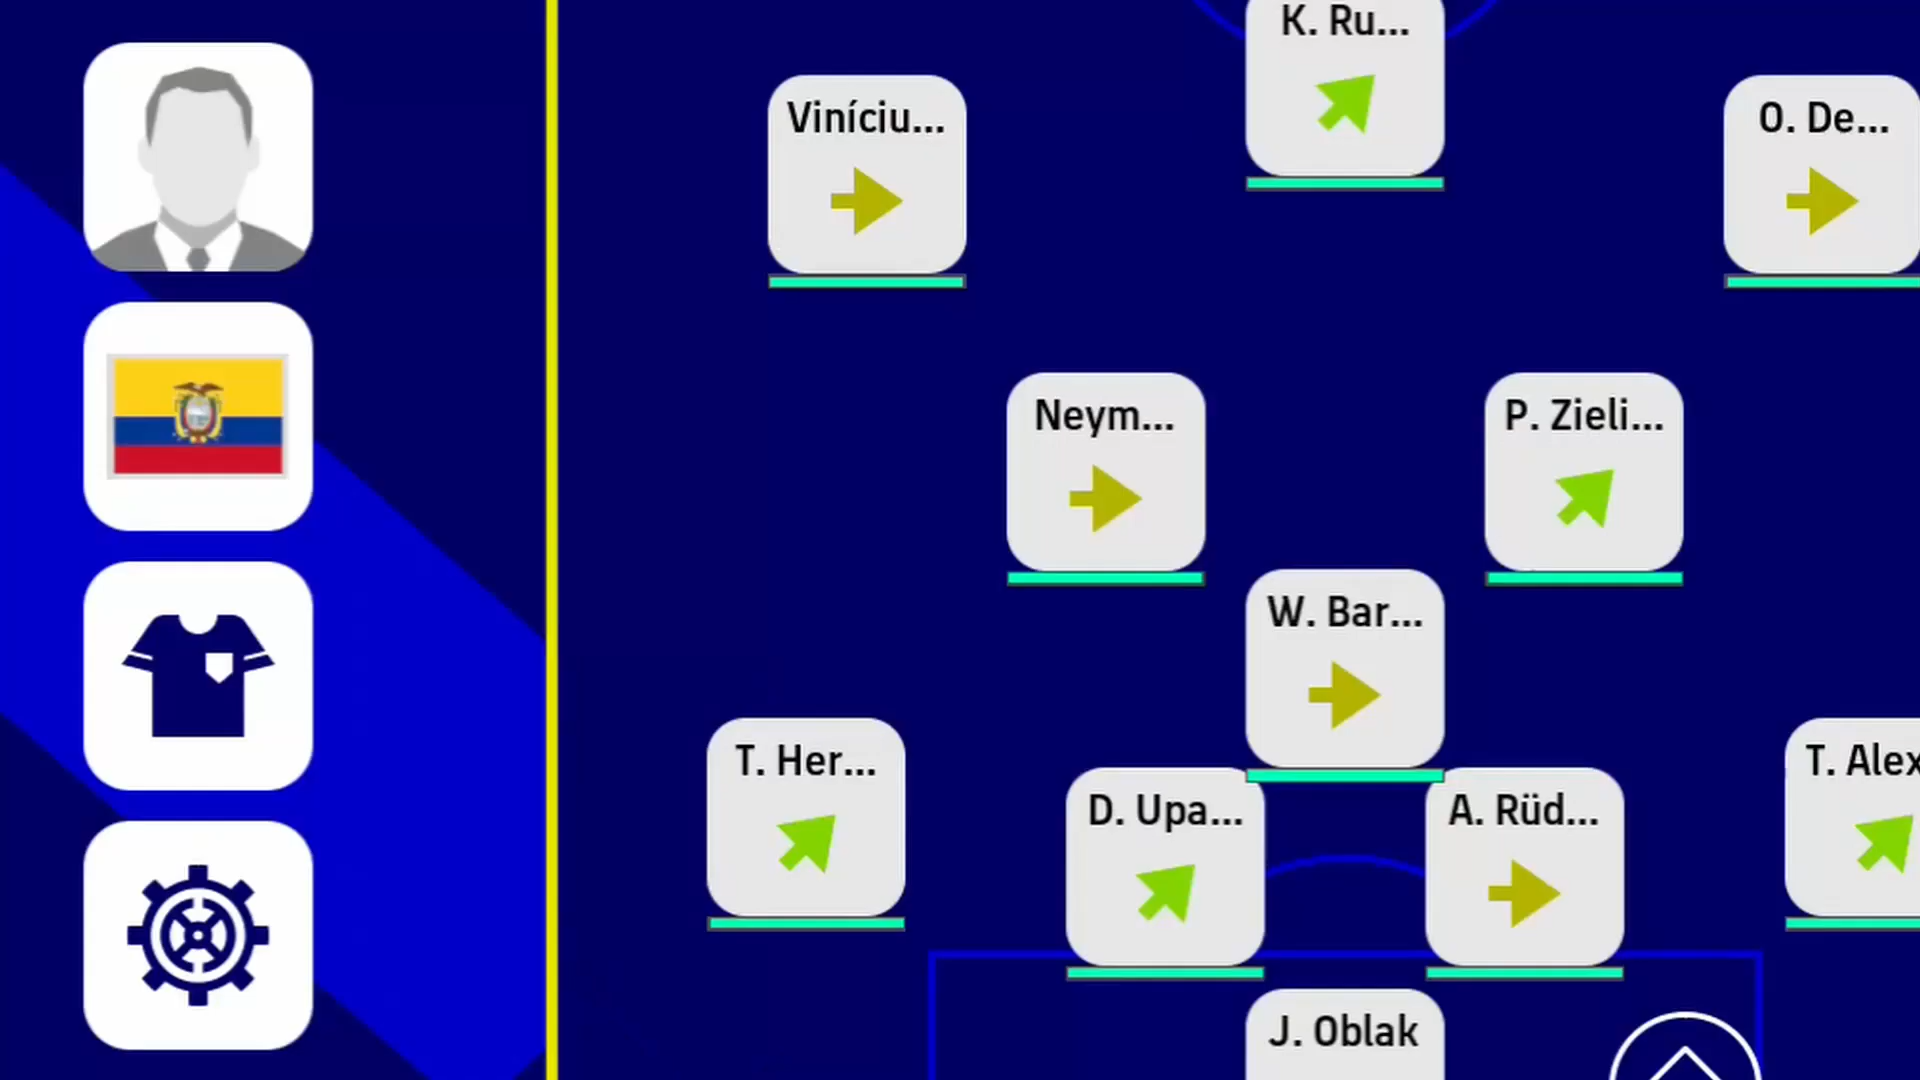 K. Ru...
Viníciu...
O. De...
Neym...
P. Zieli...
W. Bar...
T. Her...
T. Alex
D. Upa...
A. Rüd...
J. Oblak